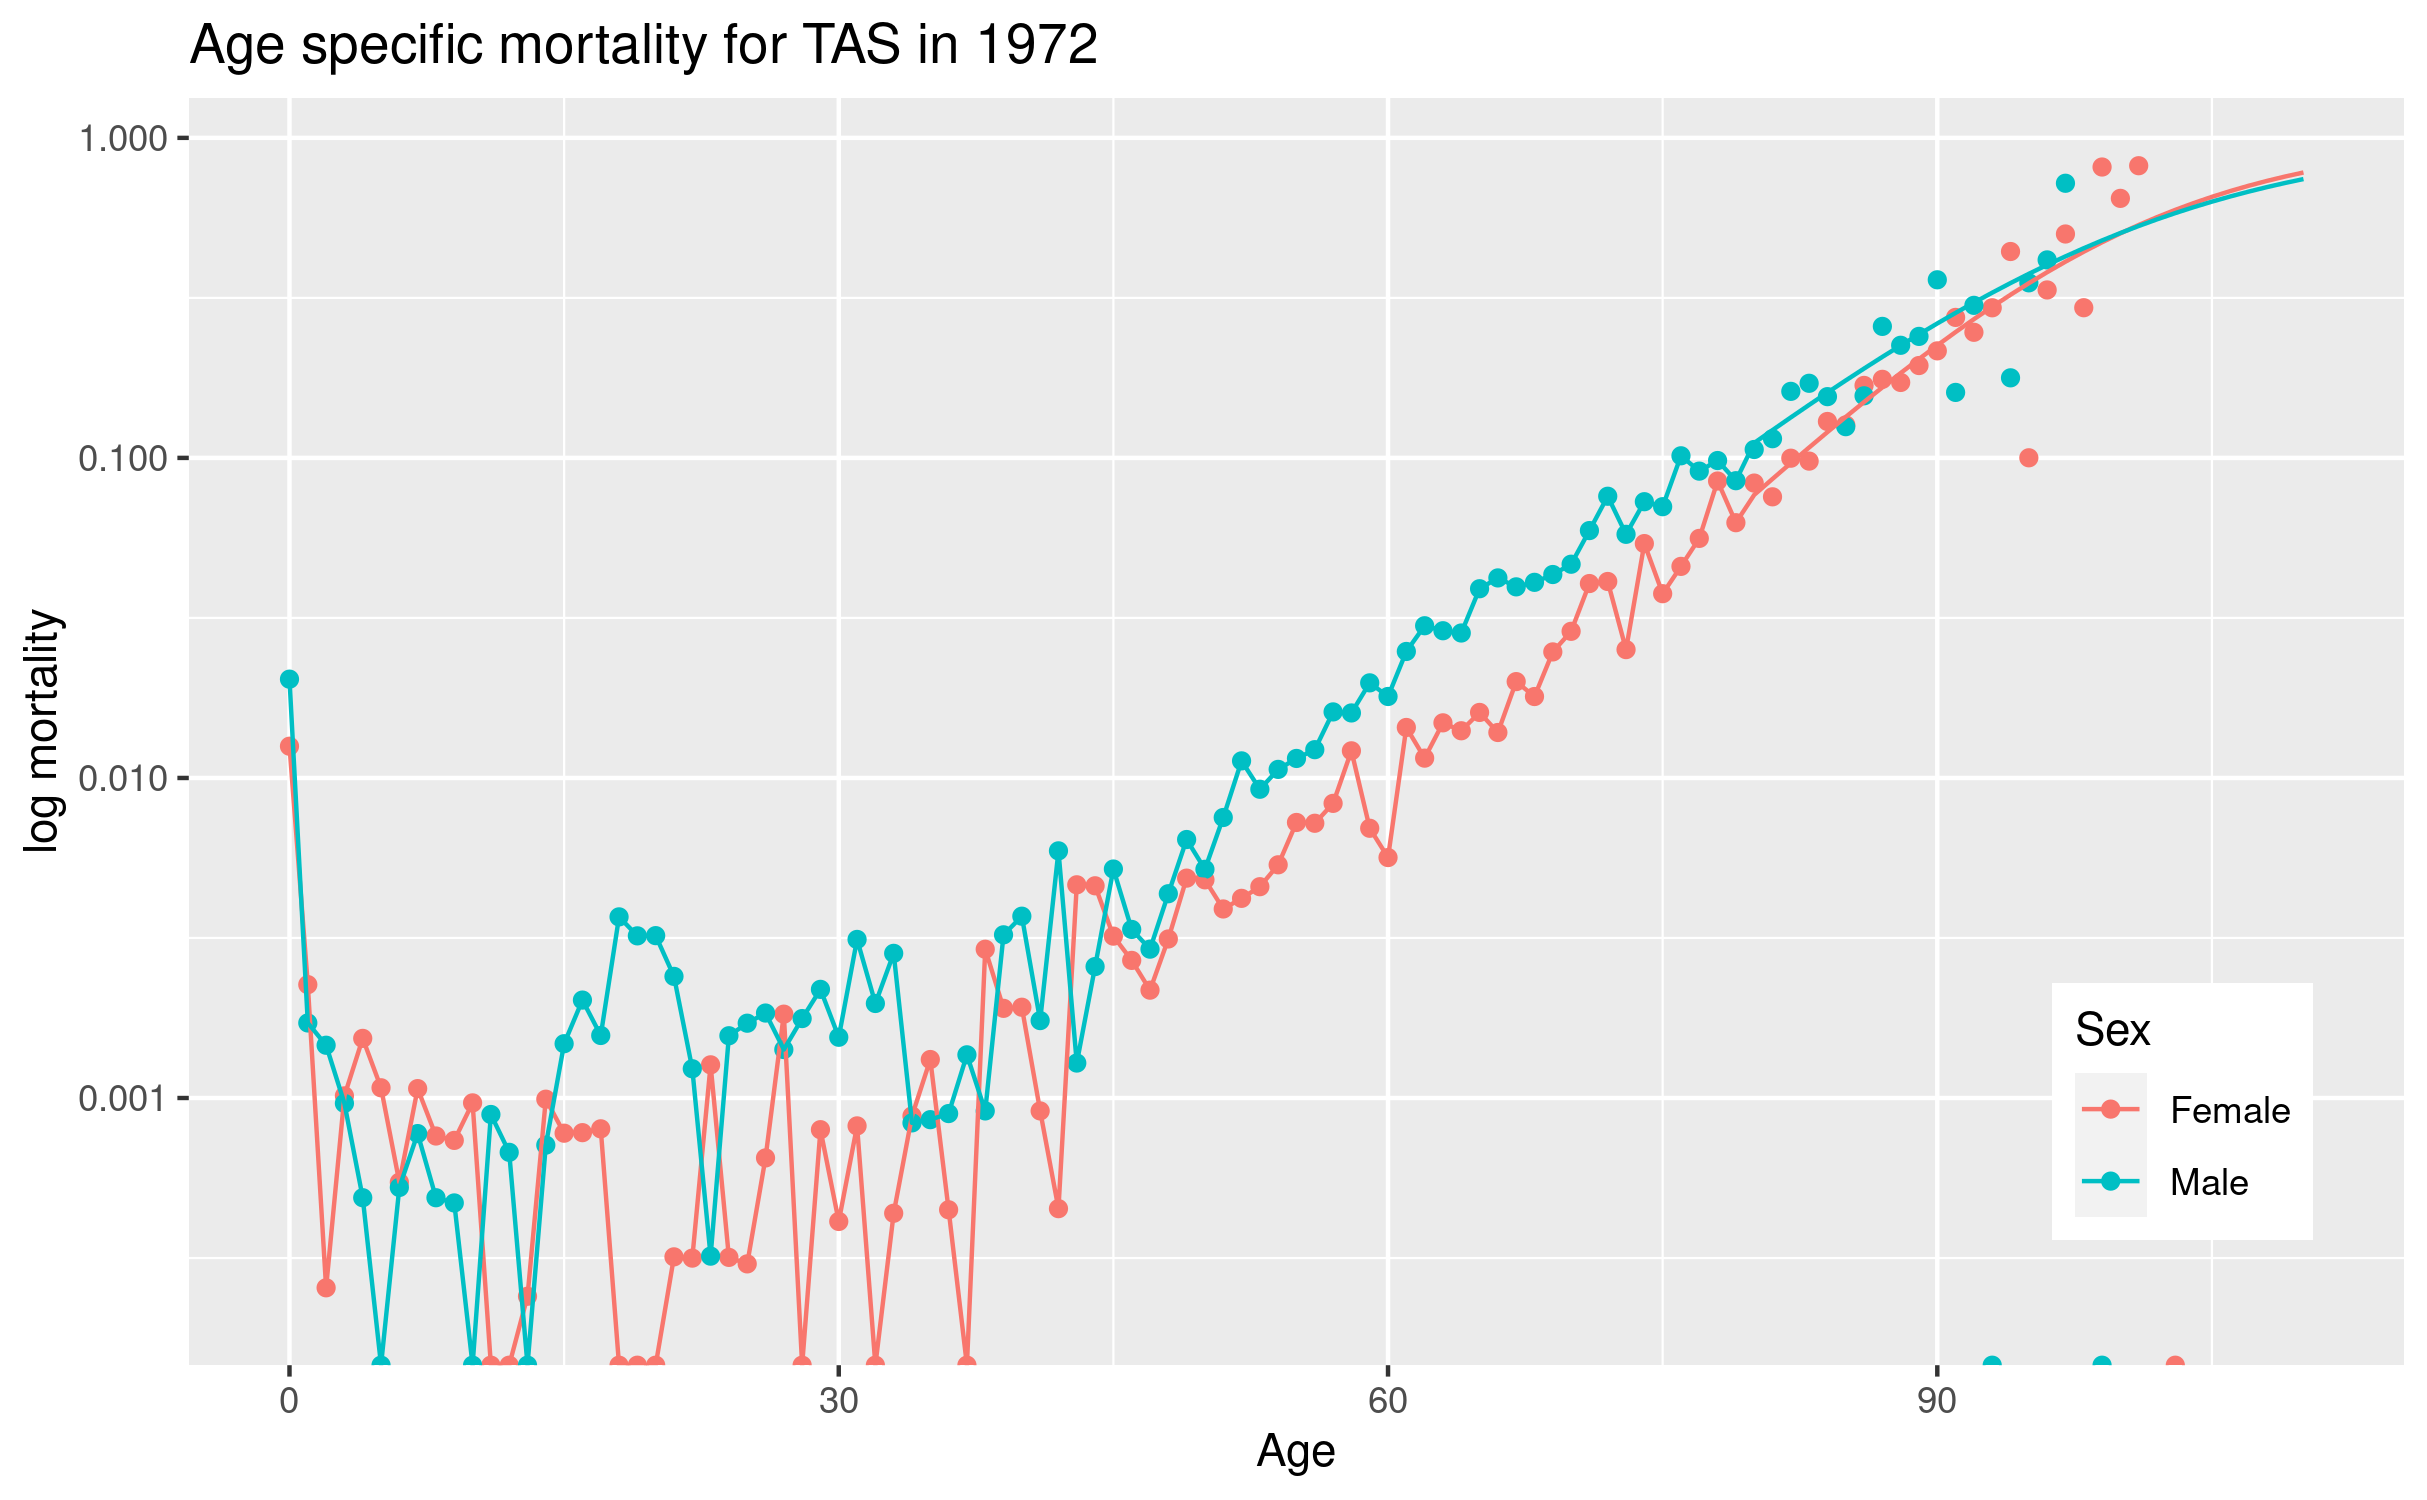 Age specific mortality for TAS in 1972
1.000
0.100
0.010
0.001
log mortality
0
30
60
90
Age
Sex
Female
Male